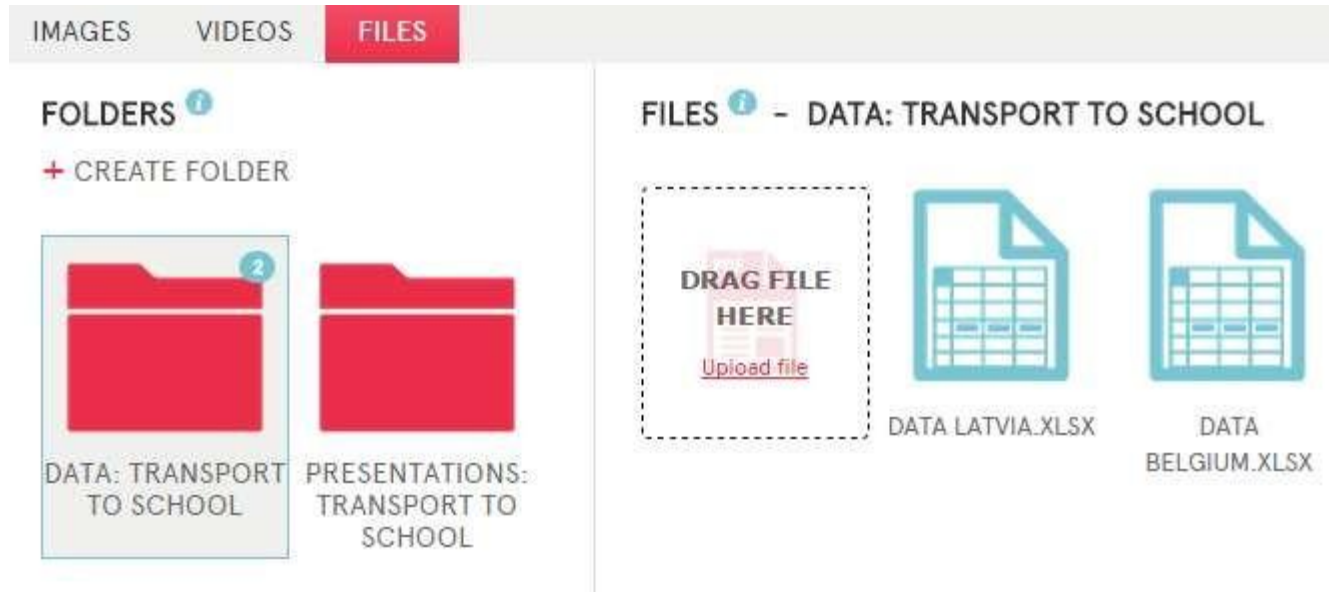 IMAGES VIDEOS FILES
FOLDERS i
+ CREATE FOLDER
2
DATA: TRANSPORT
TO SCHOOL
PRESENTATIONS:
TRANSPORT TO
SCHOOL
FILES i - DATA: TRANSPORT TO SCHOOL
DRAG FILE
HERE
Upload file
DATA LATVIA.XLSX
DATA
BELGIUM.XLSX